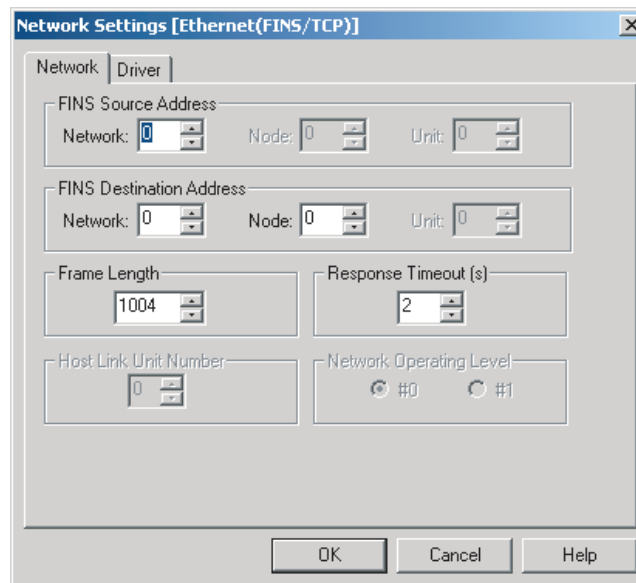 Network Settings [Ethernet(FINS/TCP)]
Network Driver
FINS Source Address
Network: 0 Node: 0 Unit: 0
FINS Destination Address
Network: 0 Node: 0 Unit: 0
Frame Length Response Timeout (s)
1004 2
Host Link Unit Number Network Operating Level
0 #0 #1
OK Cancel Help